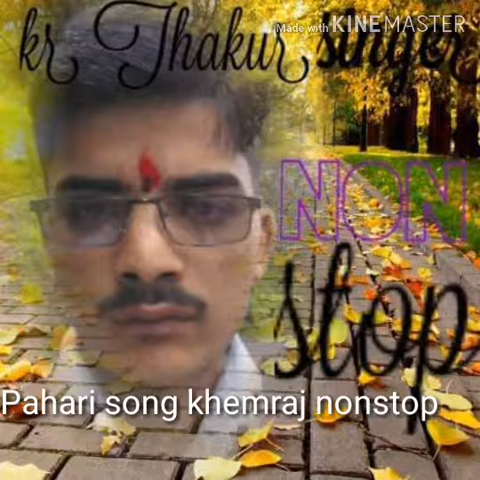 kr Thakur singer
Made with KINEMASTER
NON
stop
Pahari song khemraj nonstop